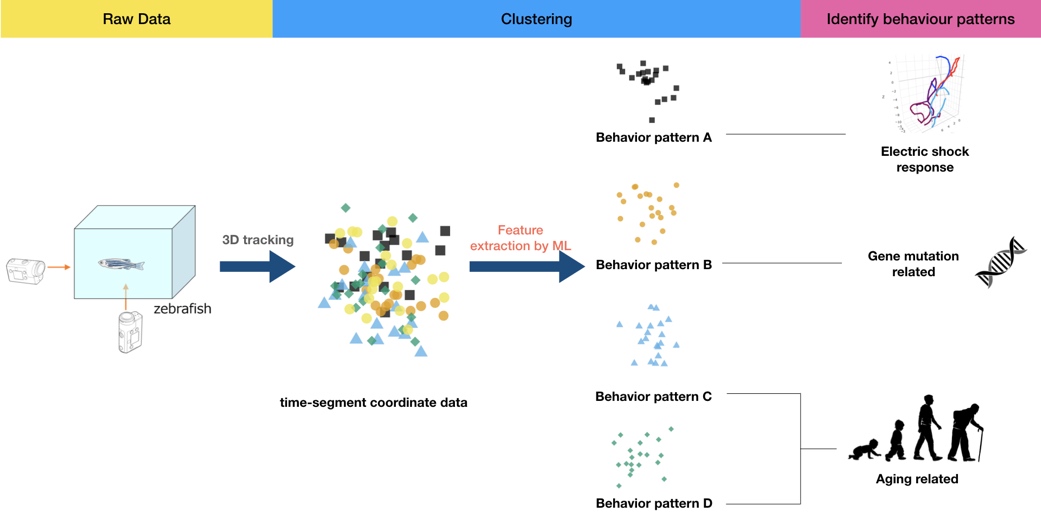 Raw Data
Clustering
Identify behaviour patterns
Behavior pattern A
Electric shock
response
3D tracking
Feature
extraction by ML
zebrafish
Behavior pattern B
Gene mutation
related
time-segment coordinate data
Behavior pattern C
Behavior pattern D
Aging related